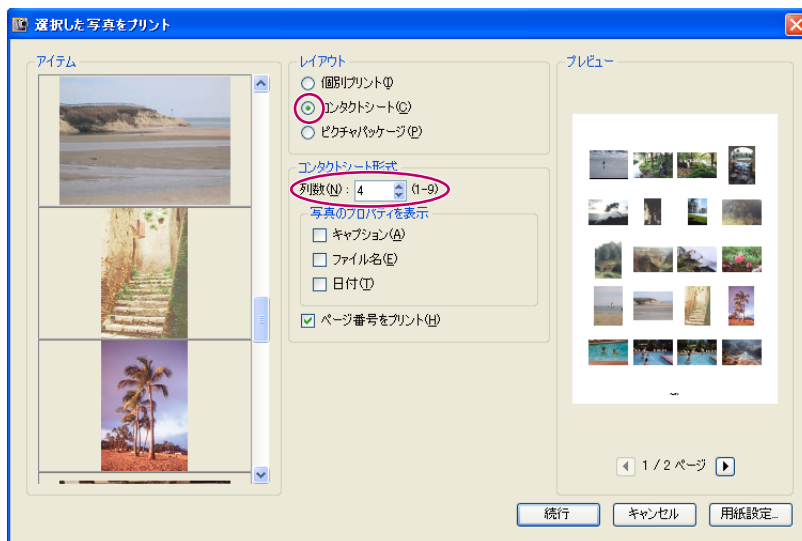 選択した写真をプリント
アイテム
レイアウト
個別プリント(I)
コンタクトシート(C)
ピクチャパッケージ(P)
コンタクトシート形式
列数(N): 4 (1-9)
写真のプロパティを表示
キャプション(A)
ファイル名(E)
日付(T)
ページ番号をプリント(H)
プレビュー
1 / 2 ページ
続行
キャンセル
用紙設定...